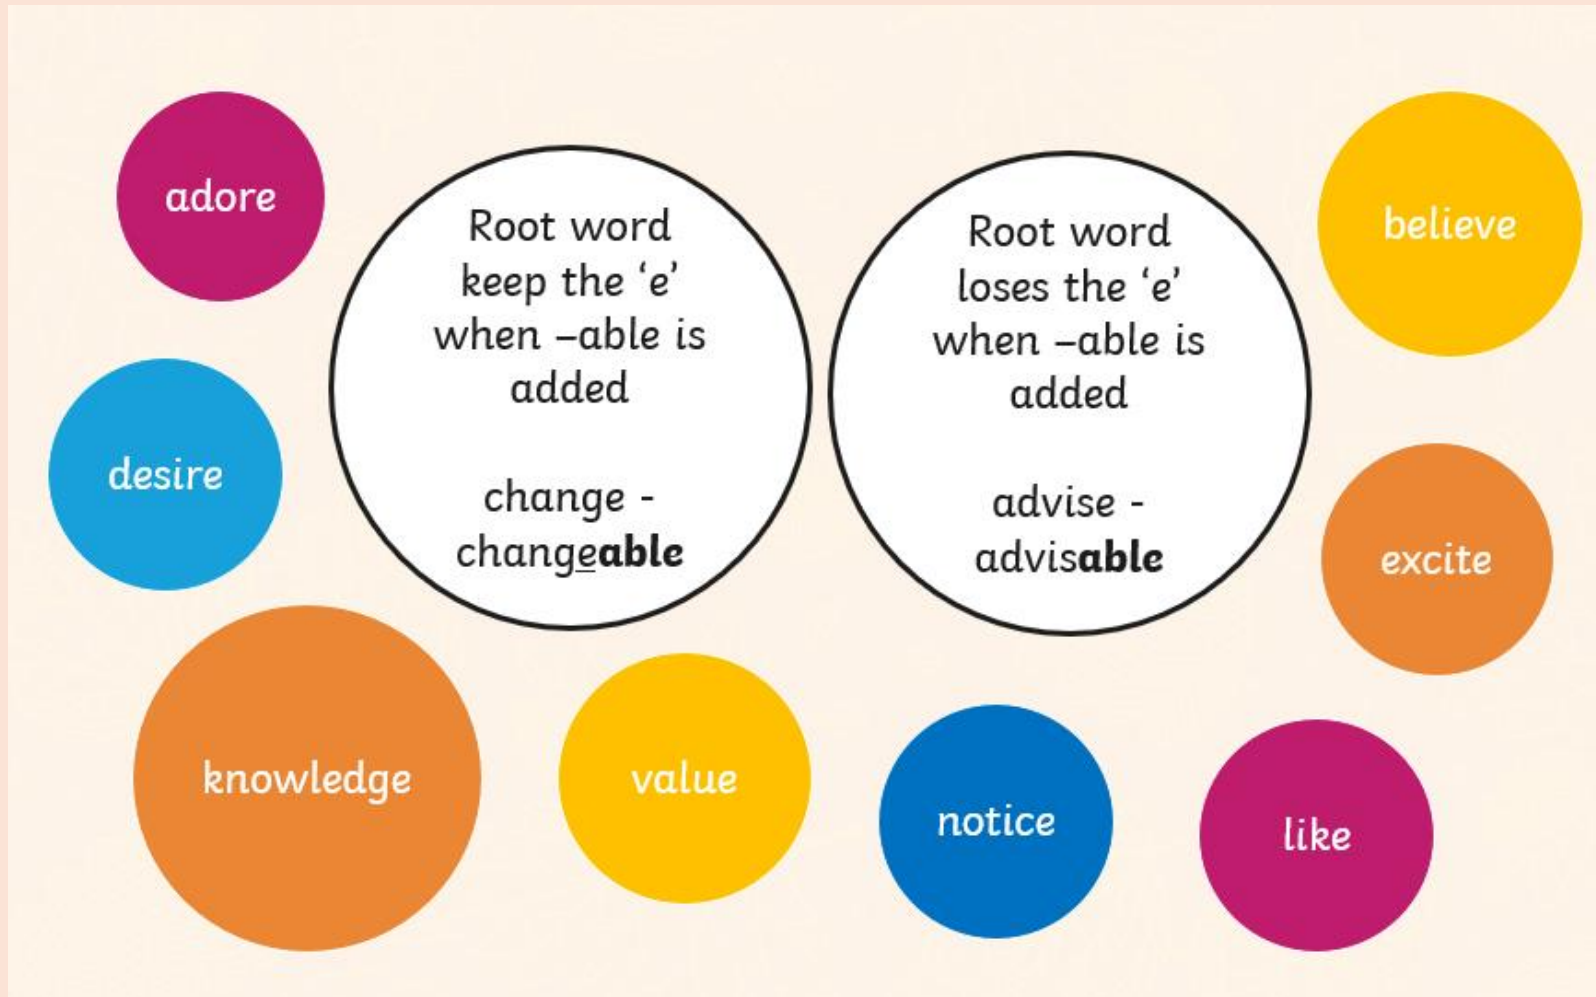 adore
Root word
keep the ‘e’
when –able is
added
change -
changeable
Root word
loses the ‘e’
when –able is
added
advise -
advisable
believe
desire
excite
knowledge
value
notice
like